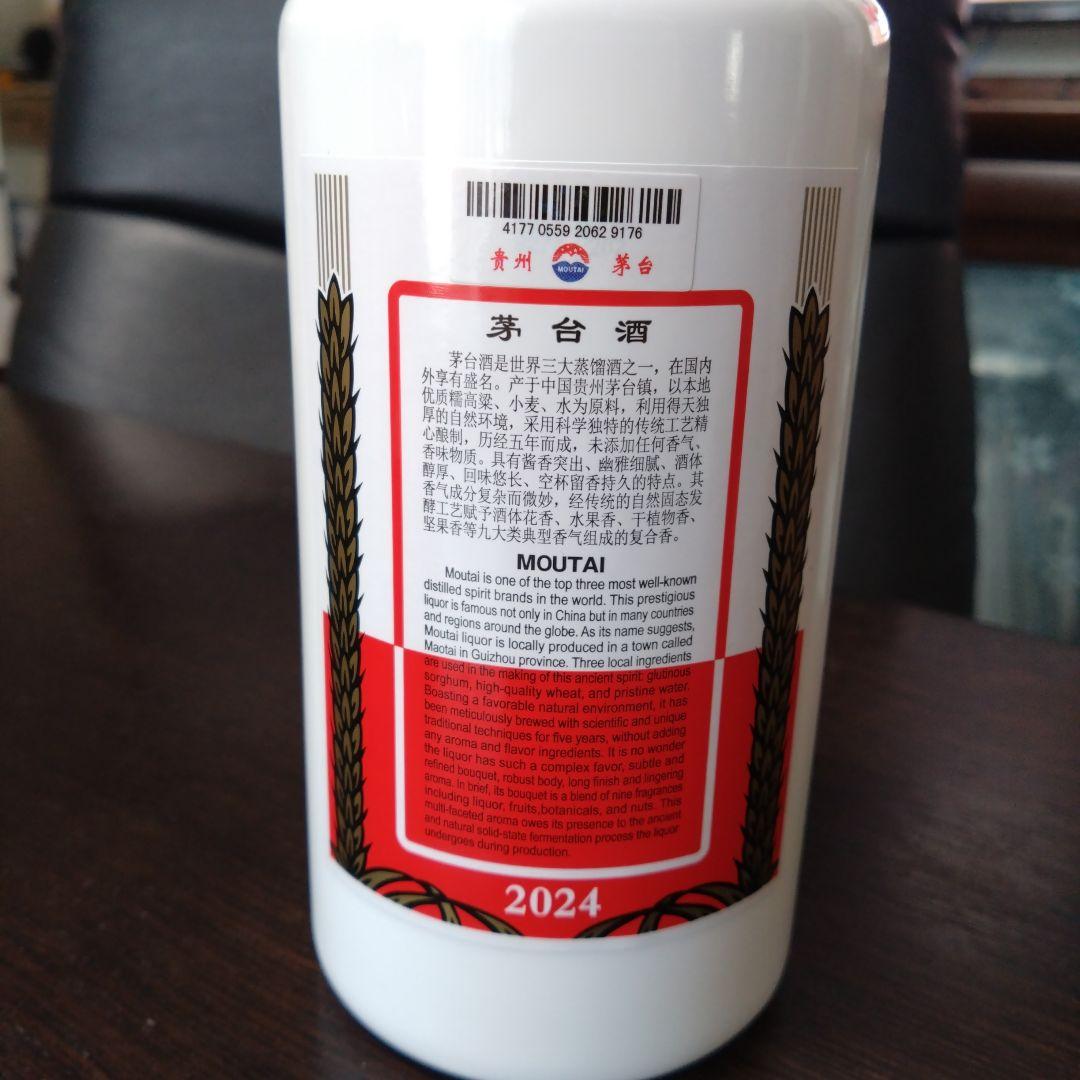 4177 0559 2062 9176
贵州 MOUTAI 茅台
茅台酒
茅台酒是世界三大蒸馏酒之一，在国内
外享有盛名。产于中国贵州茅台镇，以本地
优质糯高粱、小麦、水为原料，利用得天独
厚的自然环境，采用科学独特的传统工艺精
心酿制，历经五年而成，未添加任何香气、
香味物质。具有酱香突出、幽雅细腻、酒体
醇厚、回味悠长、空杯留香持久的特点。其
香气成分复杂而微妙，经传统的自然固态发
酵工艺赋予酒体花香、水果香、干植物香、
坚果香等九大类典型香气组成的复合香。
MOUTAI
Moutai is one of the top three most well-known
distilled spirit brands in the world. This prestigious
liquor is famous not only in China but in many countries
and regions around the globe. As its name suggests,
Moutai liquor is locally produced in a town called
Maotai in Guizhou province. Three local ingredients
are used in the making of this ancient spirit: glutinous
sorghum, high-quality wheat, and pristine water.
Boasting a favorable natural environment, it has
been meticulously brewed with scientific and unique
traditional techniques for five years, without adding
any aroma and flavor ingredients. It is no wonder
the liquor has such a complex favor, subtle and
refined bouquet, robust body, long finish and lingering
aroma. In brief, its bouquet is a blend of nine fragrances
including liquor, fruits,botanicals, and nuts. This
multi-faceted aroma owes its presence to the ancient
and natural solid-state fermentation process the liquor
undergoes during production.
2024